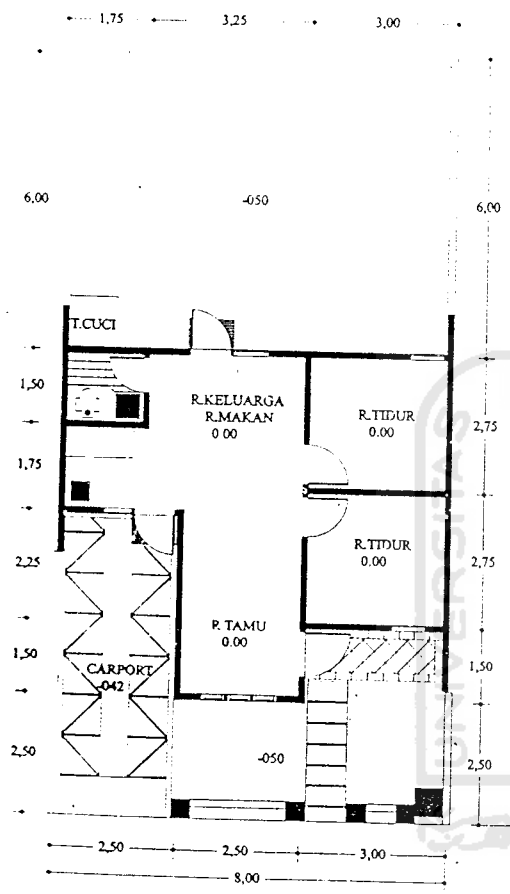 1,75 3,25 3,00
6,00 -050 6,00
T.CUCI
1,50
R.KELUARGA
R.MAKAN
0.00
R.TIDUR
0.00
2,75
1,75
R.TIDUR
0.00
2,75
2,25
R.TAMU
0.00
1,50
CARPORT
-042
1,50
2,50
-050
2,50
2,50 2,50 3,00
8,00
UNIVERSITAS